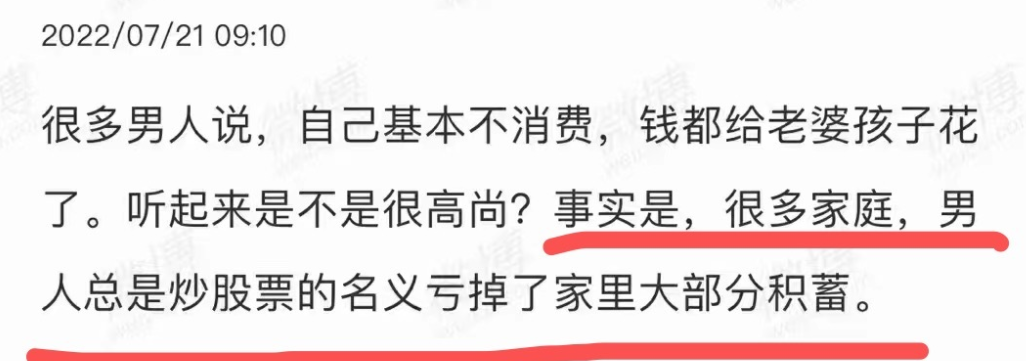 2022/07/21 09:10
很多男人说，自己基本不消费，钱都给老婆孩子花
了。听起来是不是很高尚？事实是，很多家庭，男
人总是炒股票的名义亏掉了家里大部分积蓄。